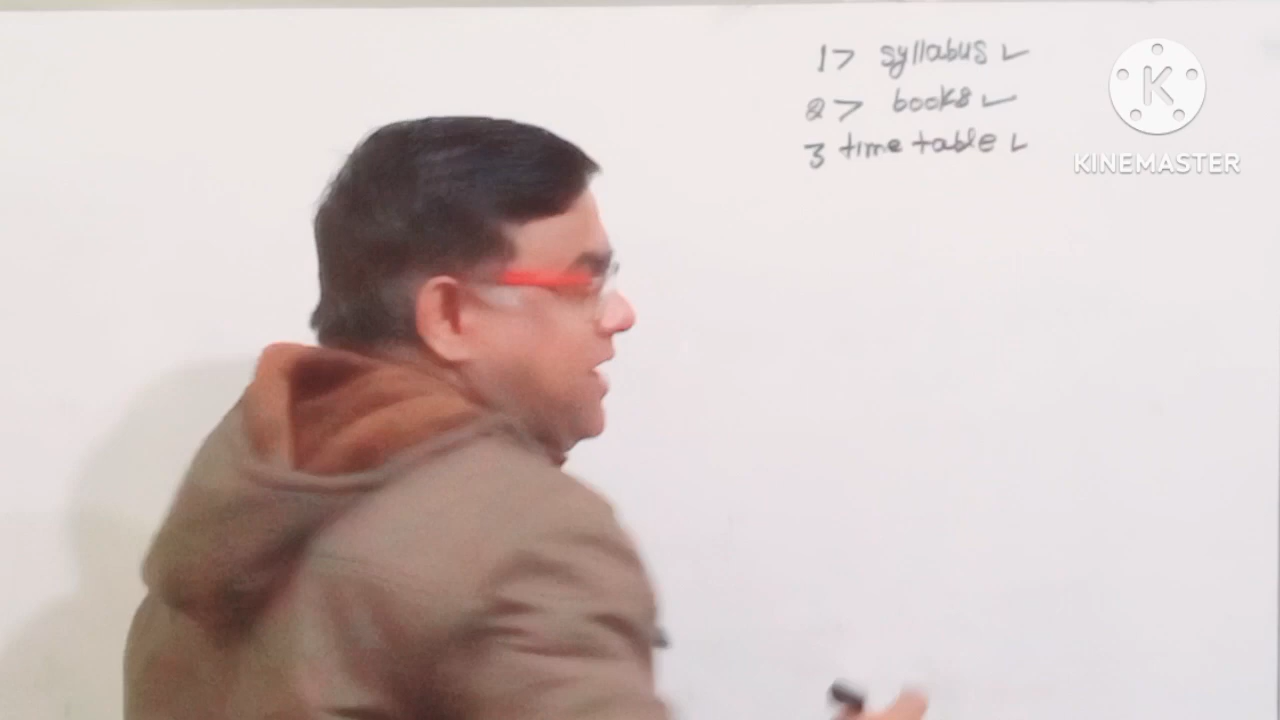 1> syllabus ✓
2> books ✓
3 time table ✓
K
KINEMASTER